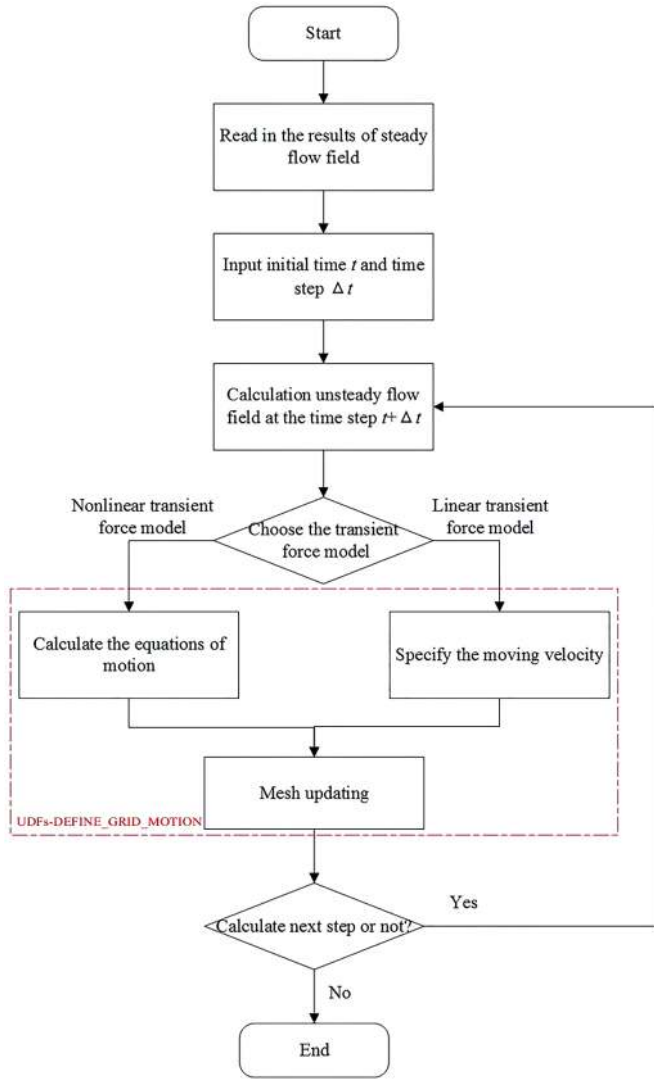 Start
Read in the results of steady
flow field
Input initial time t and time
step Δt
Calculation unsteady flow
field at the time step t+Δt
Nonlinear transient
force model
Linear transient
force model
Choose the transient
force model
Calculate the equations of
motion
Specify the moving velocity
Mesh updating
UDFs-DEFINE_GRID_MOTION
Calculate next step or not?
Yes
No
End